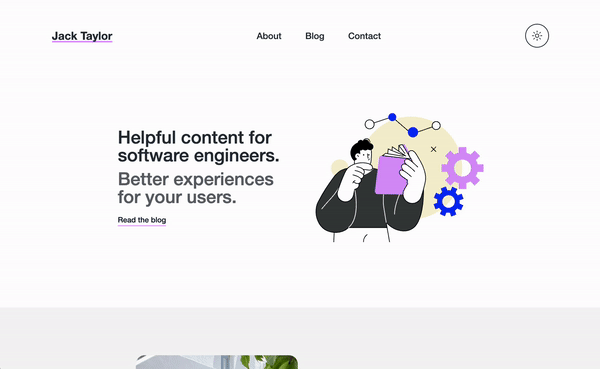 Jack Taylor
About
Blog
Contact
Helpful content for
software engineers.
Better experiences
for your users.
Read the blog